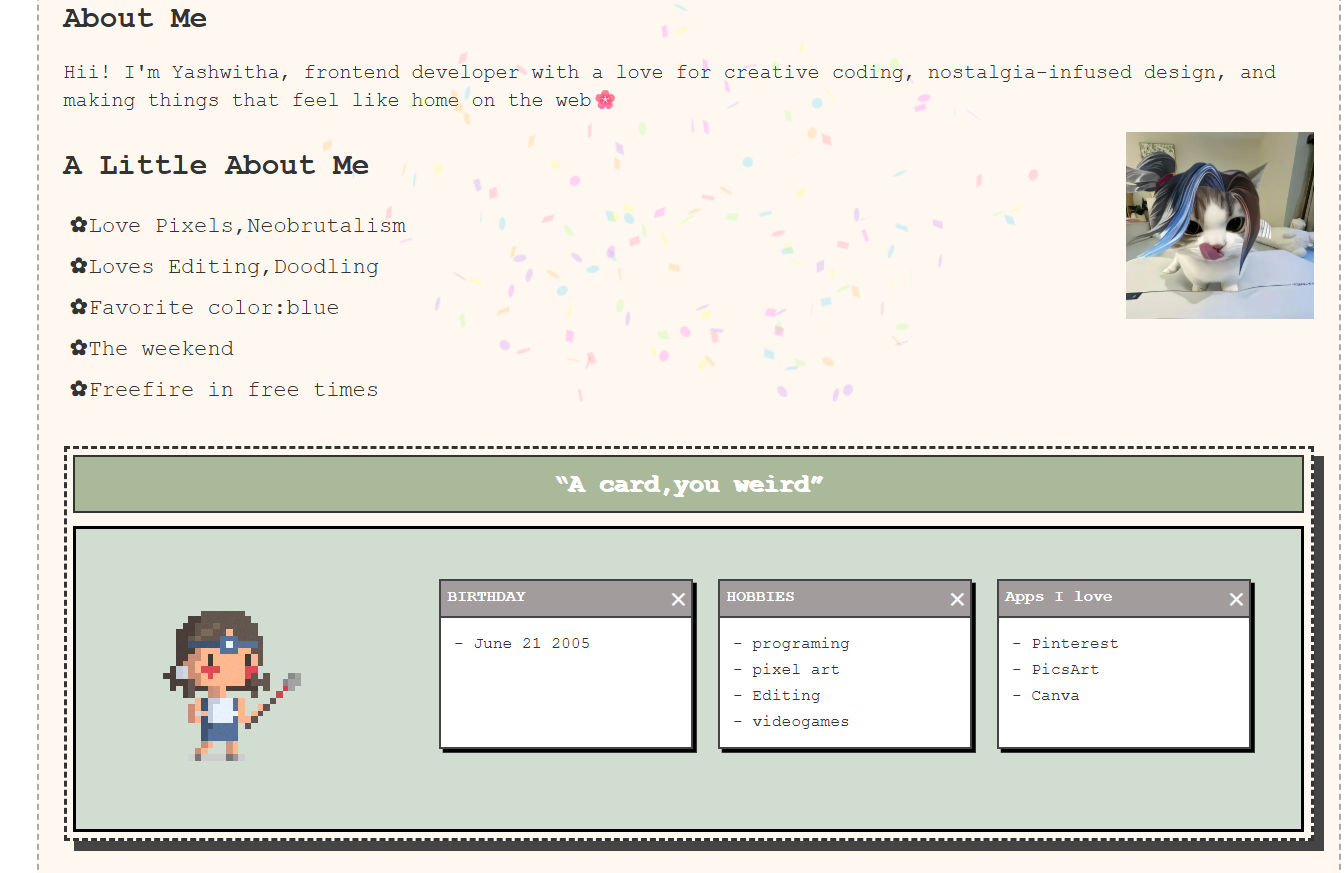 About Me
Hii! I'm Yashwitha, frontend developer with a love for creative coding, nostalgia-infused design, and
making things that feel like home on the web🌸
A Little About Me
✿Love Pixels,Neobrutalism
✿Loves Editing,Doodling
✿Favorite color:blue
✿The weekend
✿Freefire in free times
“A card,you weird”
BIRTHDAY ×
- June 21 2005
HOBBIES ×
- programing
- pixel art
- Editing
- videogames
Apps I love ×
- Pinterest
- PicsArt
- Canva